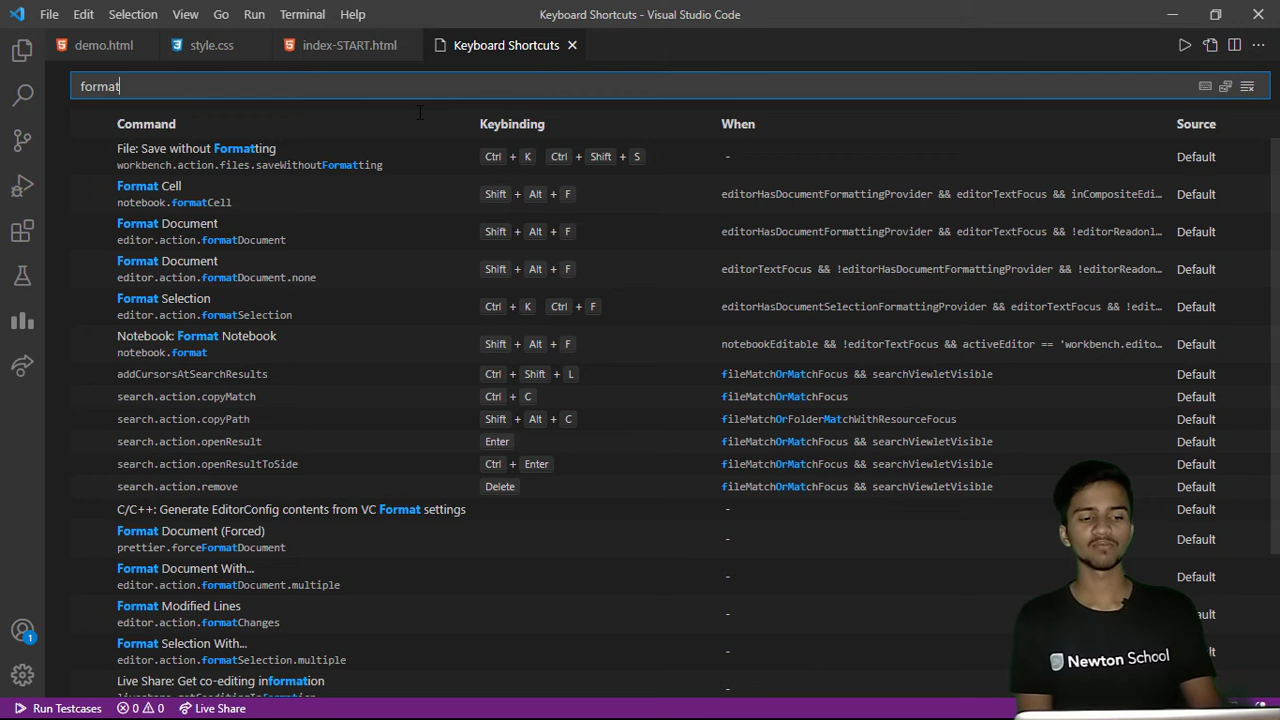 File Edit Selection View Go Run Terminal Help Keyboard Shortcuts - Visual Studio Code
demo.html style.css index-START.html Keyboard Shortcuts
format
Command Keybinding When Source
File: Save without Formatting
workbench.action.files.saveWithoutFormatting Ctrl + K Ctrl + Shift + S - Default
Format Cell
notebook.formatCell Shift + Alt + F editorHasDocumentFormattingProvider && editorTextFocus && inCompositeEdi… Default
Format Document
editor.action.formatDocument Shift + Alt + F editorHasDocumentFormattingProvider && editorTextFocus && !editorReadonl… Default
Format Document
editor.action.formatDocument.none Shift + Alt + F editorTextFocus && !editorHasDocumentFormattingProvider && !editorReadon… Default
Format Selection
editor.action.formatSelection Ctrl + K Ctrl + F editorHasDocumentSelectionFormattingProvider && editorTextFocus && !edit… Default
Notebook: Format Notebook
notebook.format Shift + Alt + F notebookEditable && !editorTextFocus && activeEditor == 'workbench.edito… Default
addCursorsAtSearchResults Ctrl + Shift + L fileMatchOrMatchFocus && searchViewletVisible Default
search.action.copyMatch Ctrl + C fileMatchOrMatchFocus Default
search.action.copyPath Shift + Alt + C fileMatchOrFolderMatchWithResourceFocus Default
search.action.openResult Enter fileMatchOrMatchFocus && searchViewletVisible Default
search.action.openResultToSide Ctrl + Enter fileMatchOrMatchFocus && searchViewletVisible Default
search.action.remove Delete fileMatchOrMatchFocus && searchViewletVisible Default
C/C++: Generate EditorConfig contents from VC Format settings - Default
Format Document (Forced)
prettier.forceFormatDocument - Default
Format Document With...
editor.action.formatDocument.multiple - Default
Format Modified Lines
editor.action.formatChanges - Default
Format Selection With...
editor.action.formatSelection.multiple - Default
Live Share: Get co-editing information
-
Newton School
1
Run Testcases 0 0 Live Share